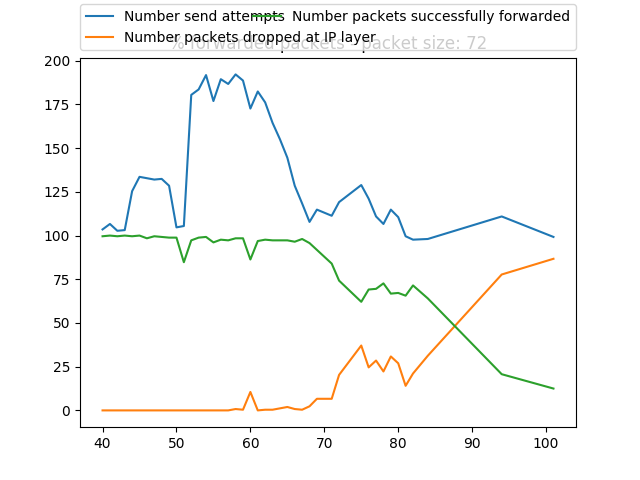 Number send attempts Number packets successfully forwarded
Number packets dropped at IP layer
% forwarded packets - packet size: 72
200
175
150
125
100
75
50
25
0
40 50 60 70 80 90 100